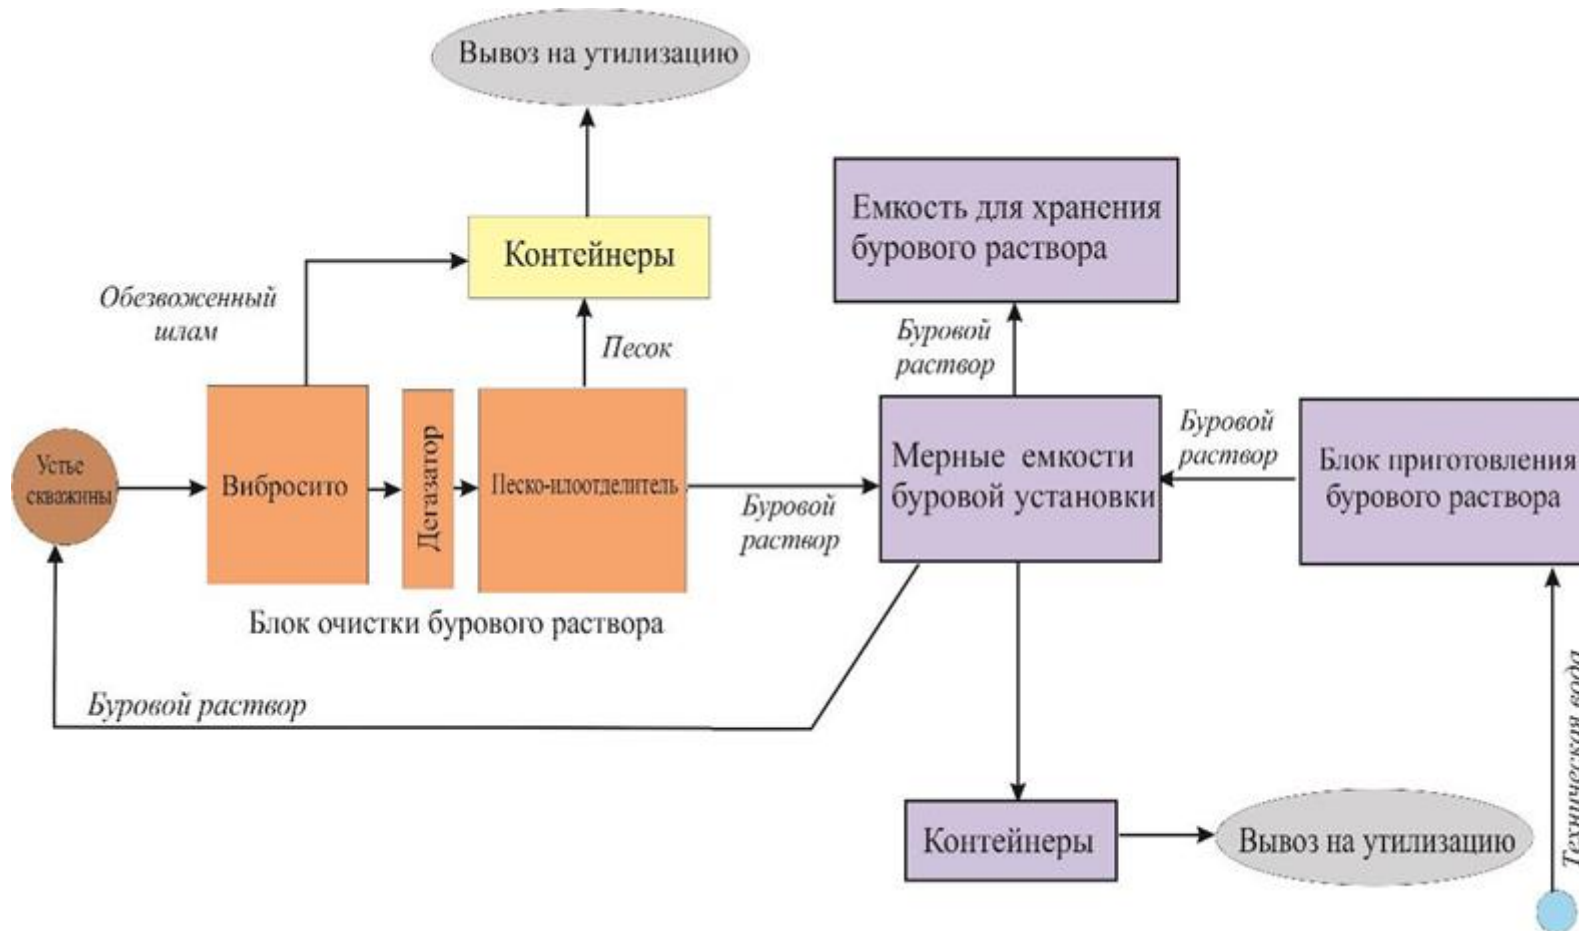 Вывоз на утилизацию
Емкость для хранения
бурового раствора
Контейнеры
Обезвоженный
шлам
Песок
Буровой
раствор
Устье
скважины
Вибросито
Дегазатор
Песко-илоотделитель
Буровой
раствор
Мерные емкости
буровой установки
Буровой
раствор
Блок приготовления
бурового раствора
Блок очистки бурового раствора
Буровой раствор
Техническая вода
Контейнеры
Вывоз на утилизацию